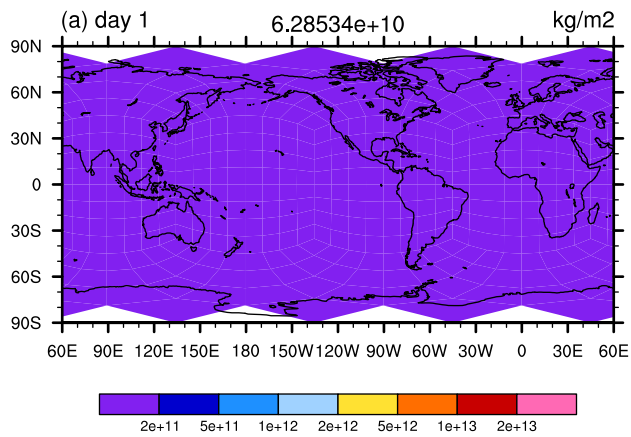 (a) day 1 6.28534e+10 kg/m2
90N
60N
30N
0
30S
60S
90S
60E 90E 120E 150E 180 150W 120W 90W 60W 30W 0 30E 60E
2e+11 5e+11 1e+12 2e+12 5e+12 1e+13 2e+13